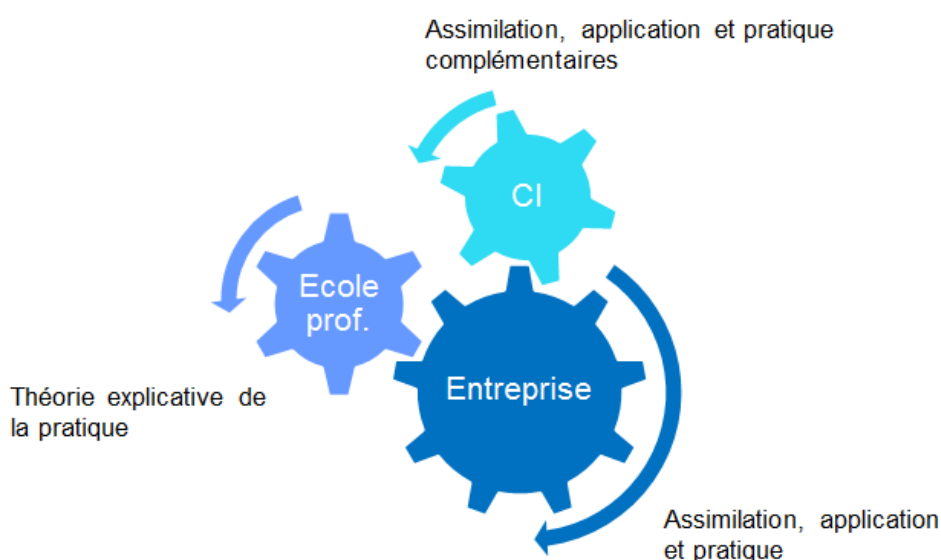 Assimilation, application et pratique
complémentaires
CI
Ecole
prof.
Entreprise
Théorie explicative de
la pratique
Assimilation, application
et pratique